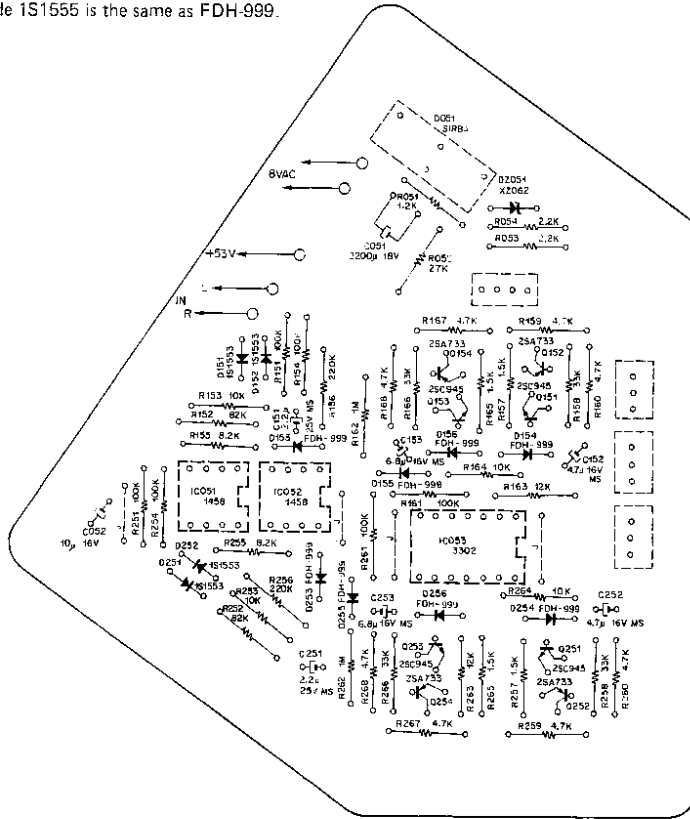 de 1S1555 is the same as FDH-999.
D051
8VAC
DZ054
XZ062
R051
1.2K
R054 2.2K
R053 2.2K
C051
2200μ 16V
27K
+53V
L
IN
R
R167 4.7K
R159 4.7K
2SA733
Q154
2SA733
Q152
D151
1S1553
D152 1S1553
R151 100K
R154 100K
R156 220K
R162 1M
R168 4.7K
R166 33K
2SC945
Q153
R165 1.5K
R157 1.5K
2SC945
Q151
R158 33K
R160 4.7K
R153 10K
R152 82K
R155 8.2K
C151
2.2μ
25V MS
D153 FDH-999
C153
6.8μ 16V MS
D156
FDH-999
D154
FDH-999
C152
4.7μ 16V
MS
D155 FDH-999
R164 10K
R163 12K
R161
100K
IC051
1458
IC052
1458
IC053
3302
C052
10μ 16V
R251 100K
R254 100K
R261 100K
J
J
J
J
D252
1S1553
D251
1S1553
R255 8.2K
R256
220K
R253
10K
R252
82K
D253 FDH-999
D255 FDH-999
C253
6.8μ 16V MS
D256
FDH-999
R264 10K
D254 FDH-999
C252
4.7μ 16V MS
C251
2.2μ
25V MS
R262 1M
R268 4.7K
R266 33K
Q253
2SC945
2SA733
Q254
R263 12K
R265 1.5K
R257 1.5K
Q251
2SC945
2SA733
Q252
R258 33K
R260 4.7K
R267 4.7K
R259 4.7K